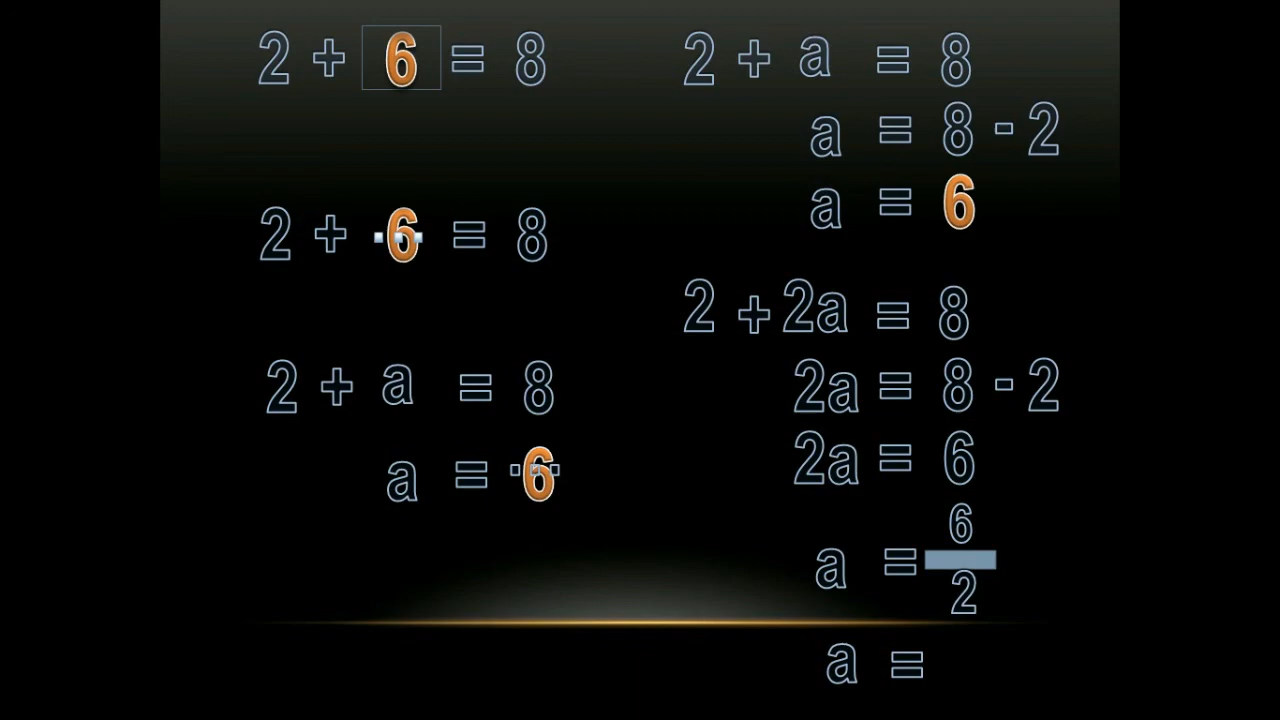 2 + 6 = 8
2 + ...6 = 8
2 + a = 8
a = ...6
2 + a = 8
a = 8 - 2
a = 6
2 + 2a = 8
2a = 8 - 2
2a = 6
a = 6/2
a =